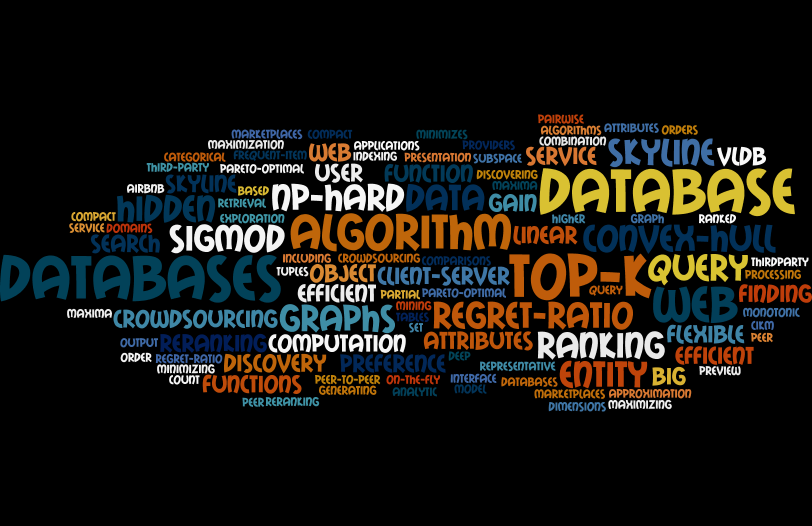 PAIRWISE
ALGORITHMS ATTRIBUTES ORDERS
MARKETPLACES COMPACT MINIMIZES
MAXIMIZATION APPLICATIONS PROVIDERS COMBINATION
CATEGORICAL FREQUENT-ITEM WEB INDEXING PRESENTATION SUBSPACE SERVICE SKYLINE VLDB
THIRD-PARTY PARETO-OPTIMAL USER FUNCTION DISCOVERING
AIRBNB SKYLINE BASED NP-HARD DATA MAXIMA DATABASE
HIDDEN RETRIEVAL GAIN
COMPACT EXPLORATION HIGHER GRAPH RANKED
SERVICE DOMAINS
SEARCH SIGMOD ALGORITHM LINEAR CONVEX-HULL
DATABASES INCLUDING CROWDSOURCING COMPARISONS TOP-K QUERY THIRDPARTY
TUPLES OBJECT CLIENT-SERVER PROCESSING
EFFICIENT PARTIAL PARETO-OPTIMAL QUERY WEB FINDING
MAXIMA CROWDSOURCING GRAPHS MINING REGRET-RATIO MONOTONIC
TABLES
SET FLEXIBLE CIKM
OUTPUT RERANKING COMPUTATION ATTRIBUTES RANKING PEER
ORDER REGRET-RATIO DISCOVERY PREFERENCE DEEP EFFICIENT
MINIMIZING REPRESENTATIVE PREVIEW
COUNT FUNCTIONS PEER-TO-PEER ON-THE-FLY INTERFACE DATABASES ENTITY BIG
GENERATING ANALYTIC MODEL MARKETPLACES APPROXIMATION
PEER RERANKING DIMENSIONS MAXIMIZING